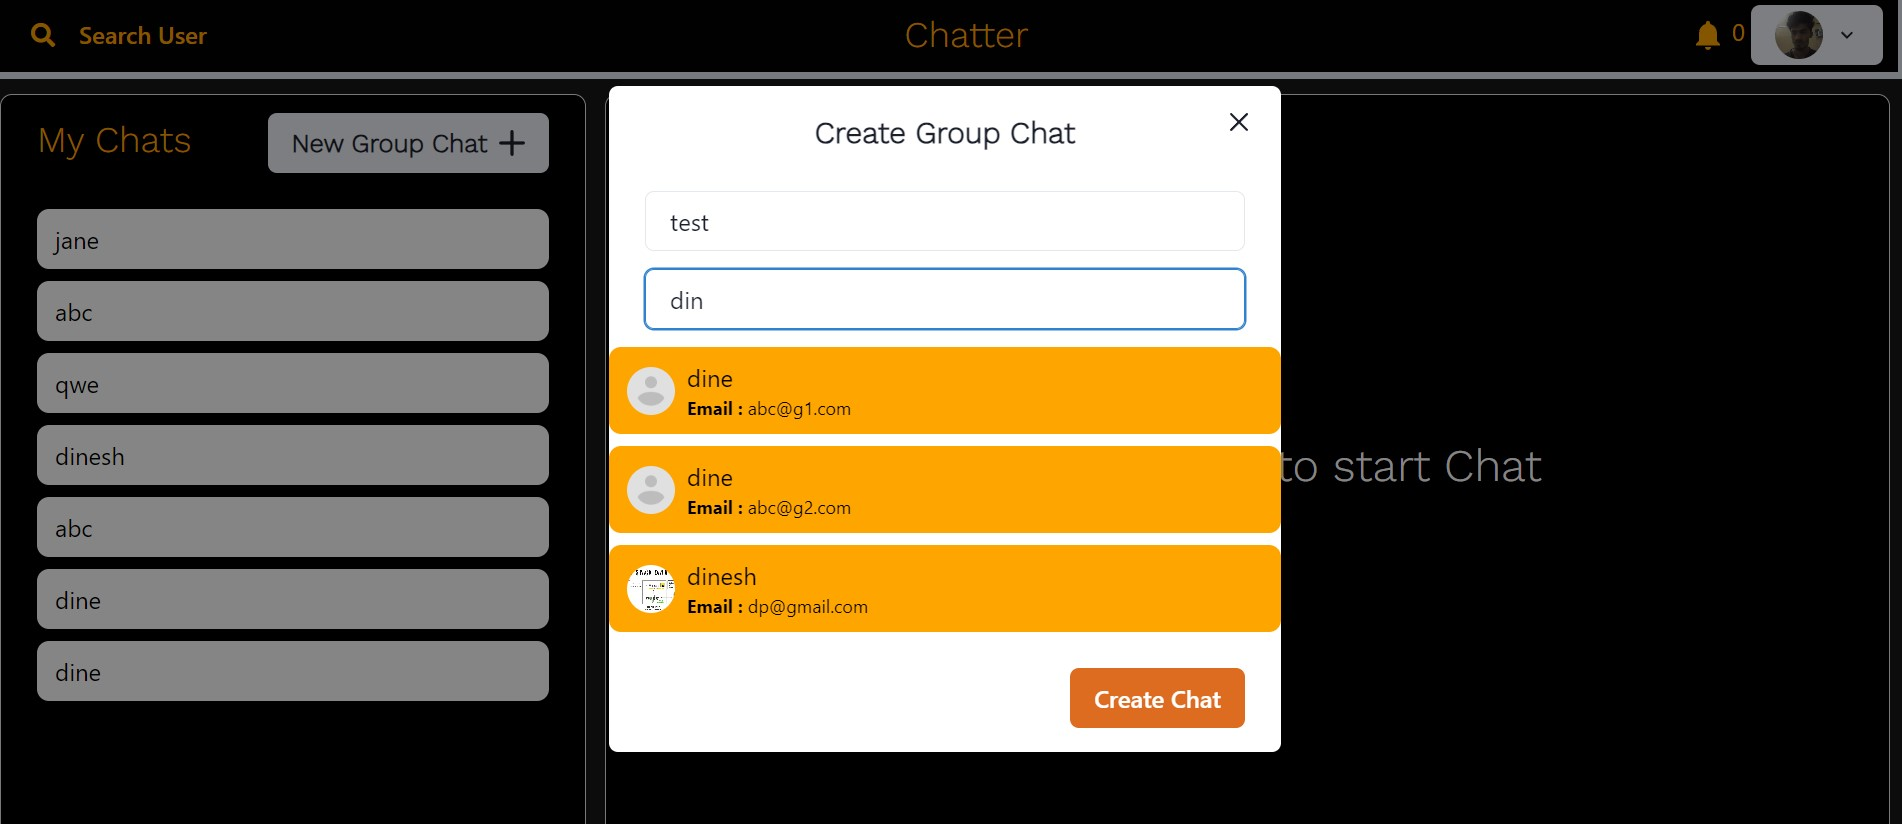 Search User
Chatter
0
My Chats
New Group Chat
jane
abc
qwe
dinesh
abc
dine
dine
Create Group Chat
test
din
dine
Email : abc@g1.com
dine
Email : abc@g2.com
dinesh
Email : dp@gmail.com
Create Chat
to start Chat